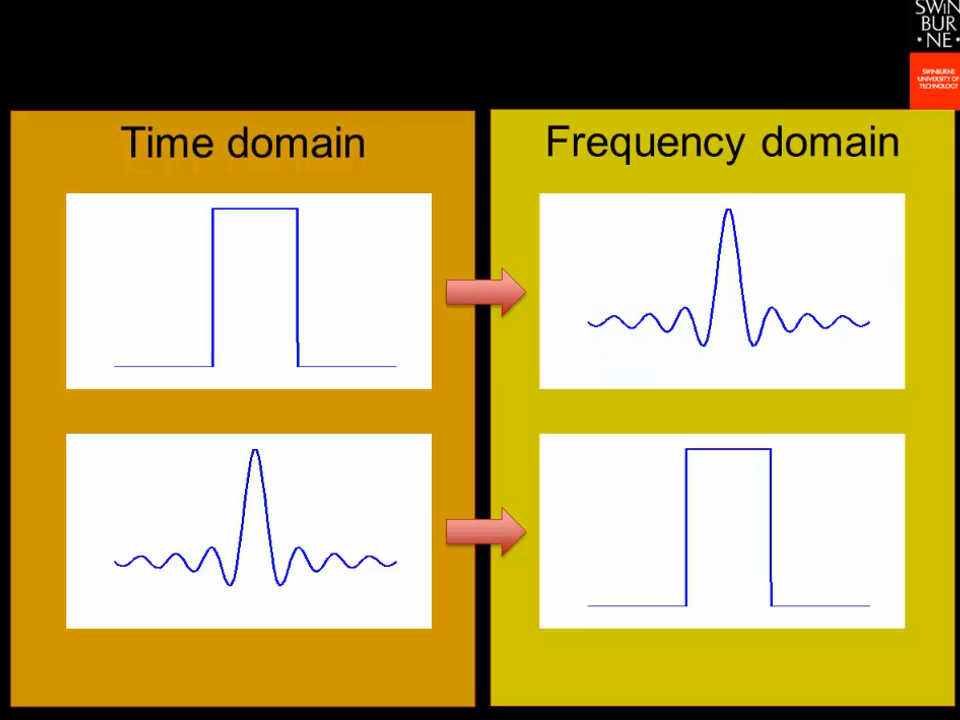 SWIN
BUR
• NE •
SWINBURNE
UNIVERSITY OF
TECHNOLOGY
Time domain
Frequency domain